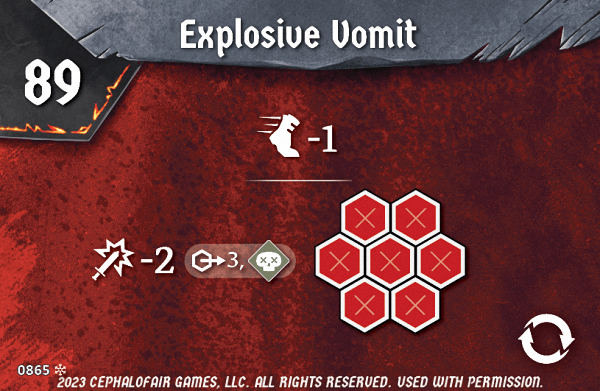 Explosive Vomit
89
-1
-2 3,
0865
2023 CEPHALOFAIR GAMES, LLC. ALL RIGHTS RESERVED. USED WITH PERMISSION.